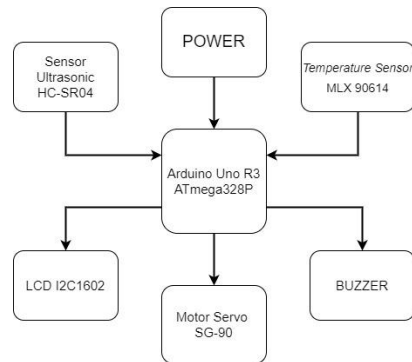 POWER
Sensor
Ultrasonic
HC-SR04
Temperature Sensor
MLX 90614
Arduino Uno R3
ATmega328P
LCD I2C1602
Motor Servo
SG-90
BUZZER